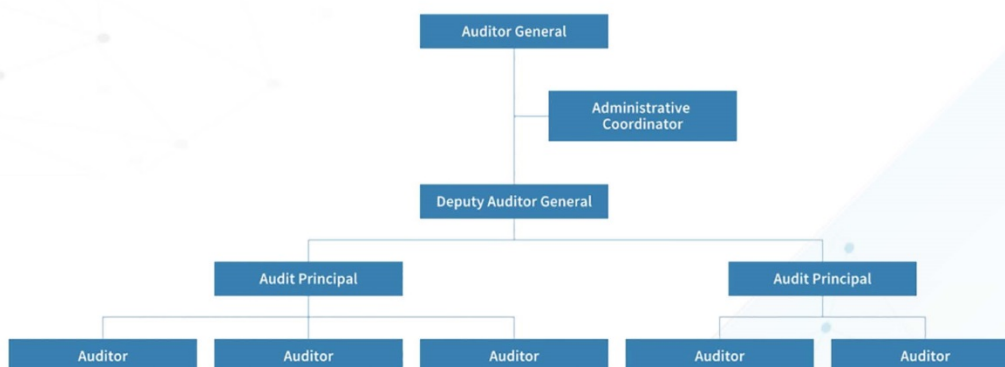 Auditor General
Administrative
Coordinator
Deputy Auditor General
Audit Principal
Audit Principal
Auditor
Auditor
Auditor
Auditor
Auditor